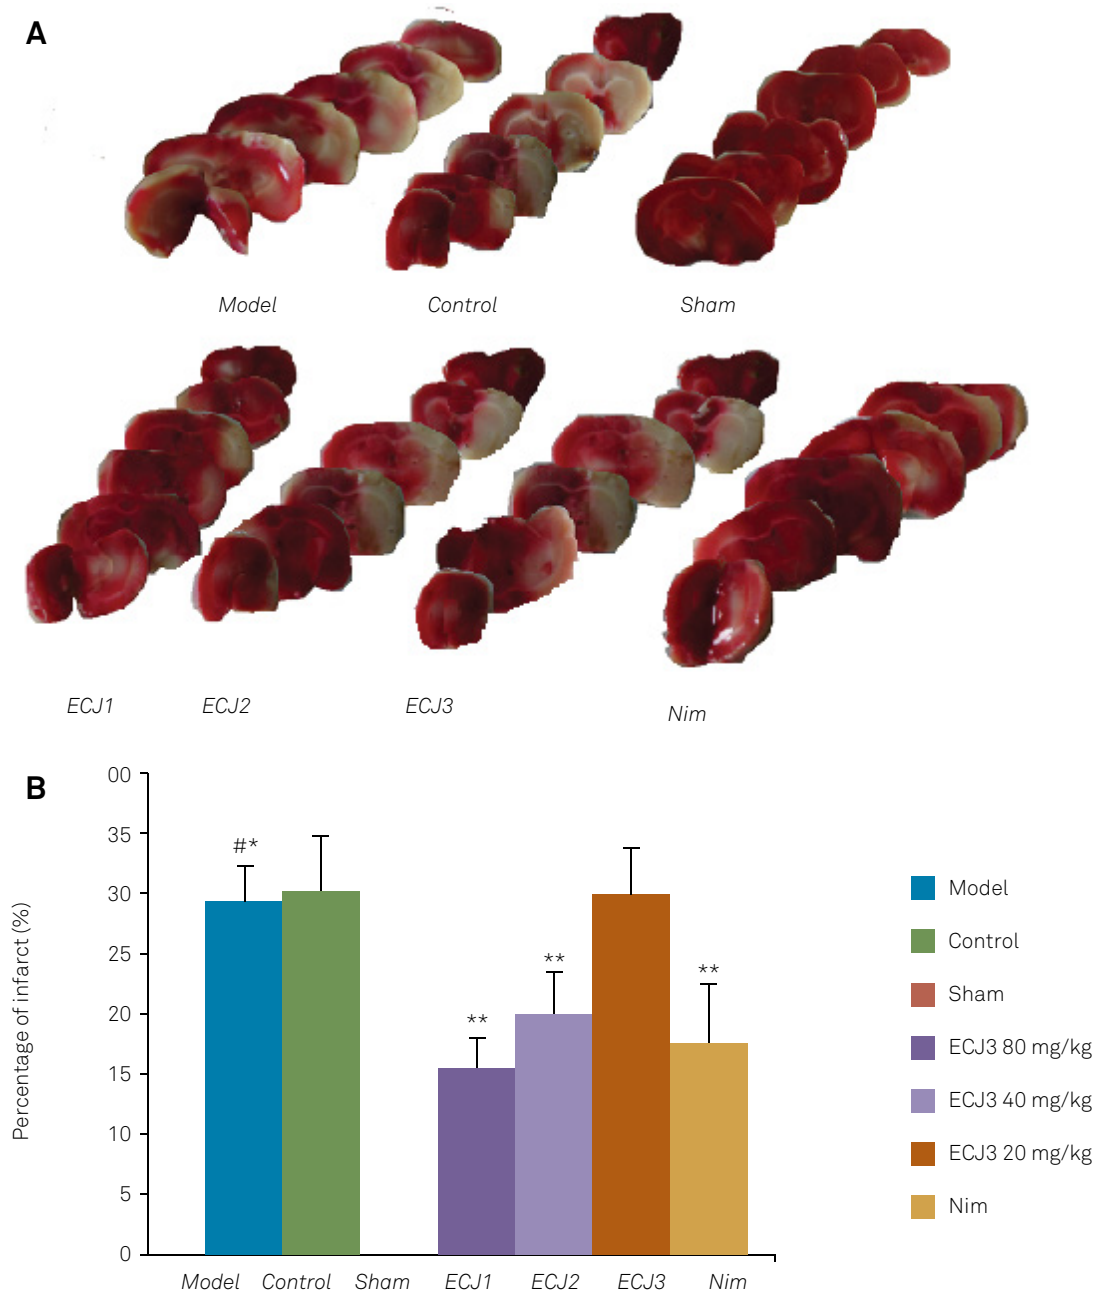 A
Model Control Sham
ECJ1 ECJ2 ECJ3 Nim
B
Percentage of infarct (%)
00
35
30
25
20
15
10
5
0
#*
**
**
**
Model Control Sham ECJ1 ECJ2 ECJ3 Nim
Model
Control
Sham
ECJ3 80 mg/kg
ECJ3 40 mg/kg
ECJ3 20 mg/kg
Nim